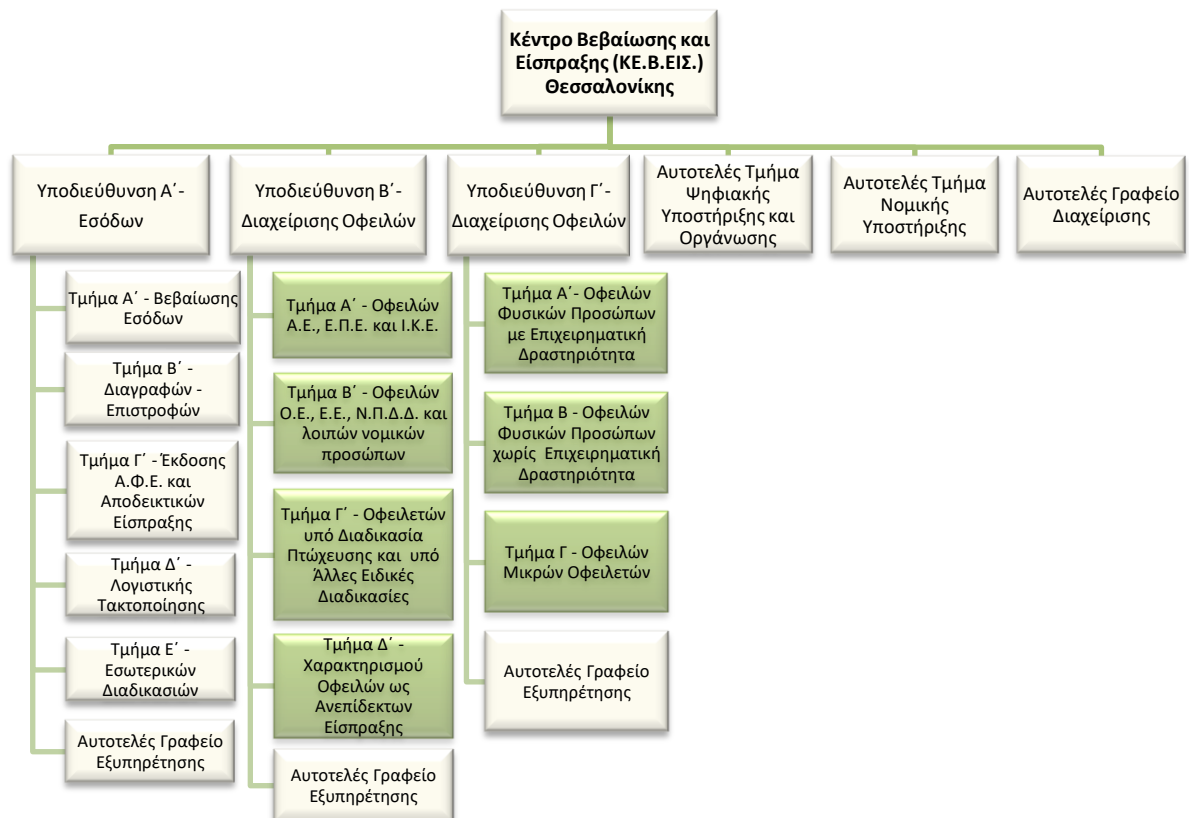 Κέντρο Βεβαίωσης και
Είσπραξης (ΚΕ.Β.ΕΙΣ.)
Θεσσαλονίκης
Υποδιεύθυνση Α΄-
Εσόδων
Υποδιεύθυνση Β΄-
Διαχείρισης Οφειλών
Υποδιεύθυνση Γ΄-
Διαχείρισης Οφειλών
Αυτοτελές Τμήμα
Ψηφιακής
Υποστήριξης και
Οργάνωσης
Αυτοτελές Τμήμα
Νομικής
Υποστήριξης
Αυτοτελές Γραφείο
Διαχείρισης
Τμήμα Α΄ - Βεβαίωσης
Εσόδων
Τμήμα Β΄ -
Διαγραφών -
Επιστροφών
Τμήμα Γ΄ - Έκδοσης
Α.Φ.Ε. και
Αποδεικτικών
Είσπραξης
Τμήμα Δ΄ -
Λογιστικής
Τακτοποίησης
Τμήμα Ε΄ -
Εσωτερικών
Διαδικασιών
Αυτοτελές Γραφείο
Εξυπηρέτησης
Τμήμα Α΄ - Οφειλών
Α.Ε., Ε.Π.Ε. και Ι.Κ.Ε.
Τμήμα Β΄ - Οφειλών
Ο.Ε., Ε.Ε., Ν.Π.Δ.Δ. και
λοιπών νομικών
προσώπων
Τμήμα Γ΄ - Οφειλετών
υπό Διαδικασία
Πτώχευσης και υπό
Άλλες Ειδικές
Διαδικασίες
Τμήμα Δ΄ -
Χαρακτηρισμού
Οφειλών ως
Ανεπίδεκτων
Είσπραξης
Αυτοτελές Γραφείο
Εξυπηρέτησης
Τμήμα Α΄- Οφειλών
Φυσικών Προσώπων
με Επιχειρηματική
Δραστηριότητα
Τμήμα Β - Οφειλών
Φυσικών Προσώπων
χωρίς Επιχειρηματική
Δραστηριότητα
Τμήμα Γ - Οφειλών
Μικρών Οφειλετών
Αυτοτελές Γραφείο
Εξυπηρέτησης